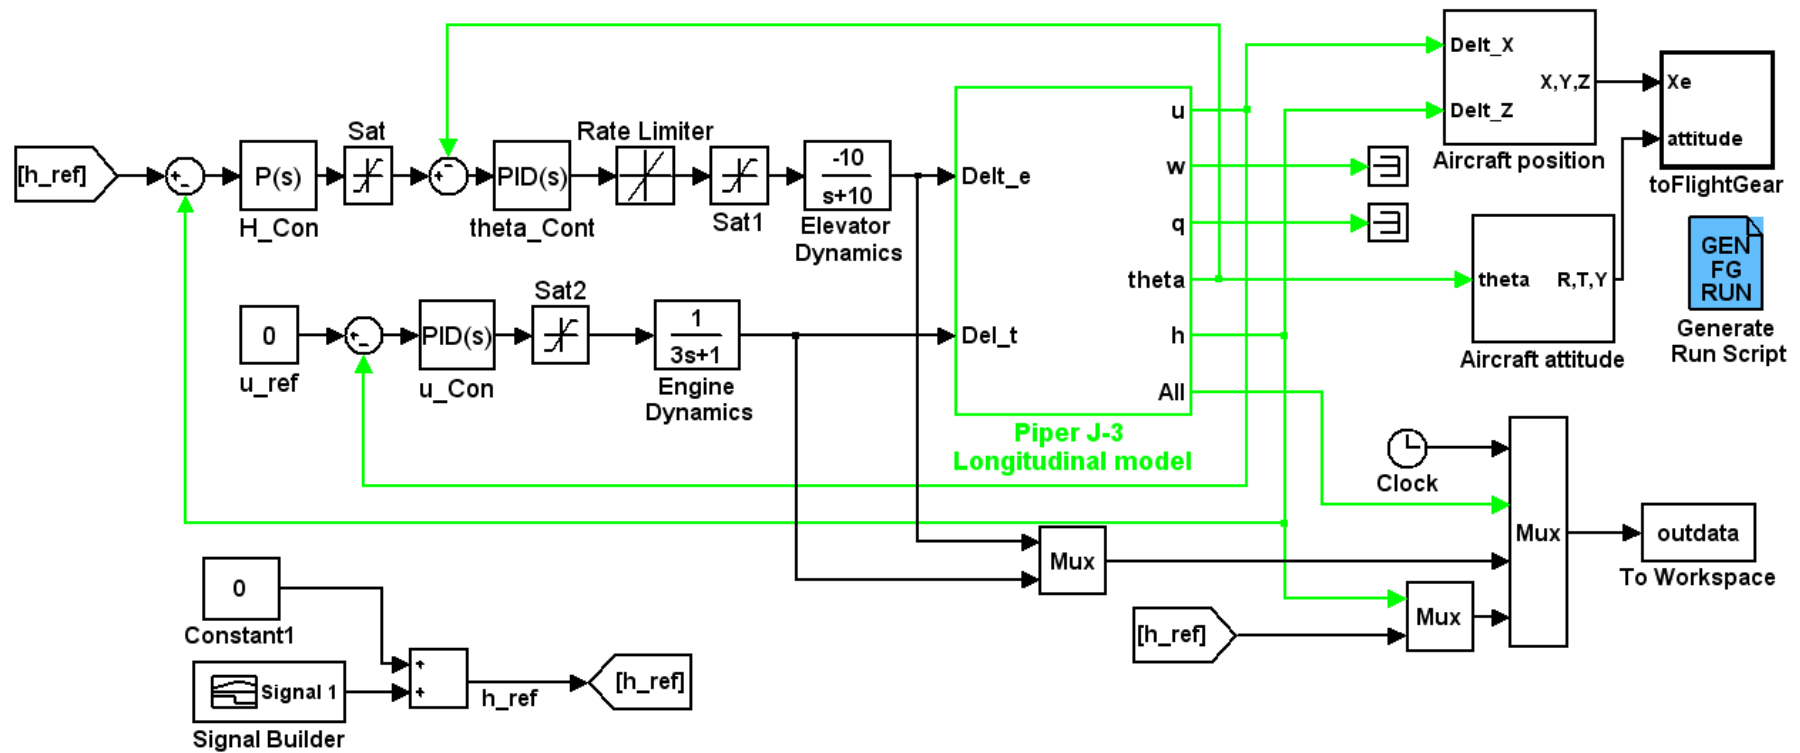 Delt_X
X,Y,Z
Delt_Z
Aircraft position
Xe
attitude
toFlightGear
[h_ref]
+
-
P(s)
H_Con
Sat
+
-
PID(s)
theta_Cont
Rate Limiter
Sat1
-10
s+10
Elevator
Dynamics
Delt_e
Del_t
u
w
q
theta
h
All
Piper J-3
Longitudinal model
theta
R,T,Y
Aircraft attitude
GEN
FG
RUN
Generate
Run Script
0
u_ref
+
-
PID(s)
u_Con
Sat2
1
3s+1
Engine
Dynamics
Clock
Mux
Mux
Mux
[h_ref]
outdata
To Workspace
0
Constant1
Signal 1
Signal Builder
+
+
h_ref
[h_ref]